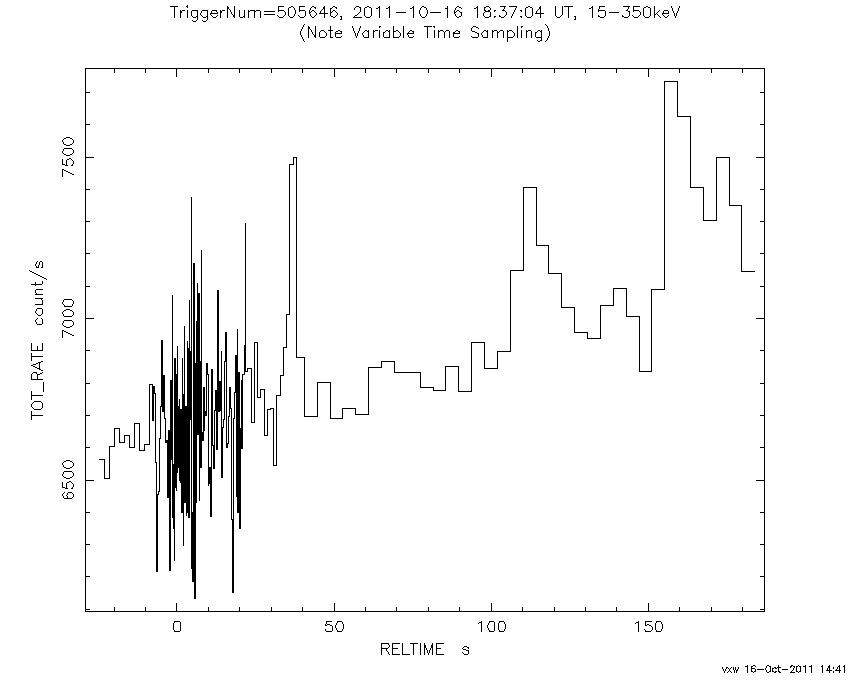 TriggerNum=505646, 2011-10-16 18:37:04 UT, 15-350keV
(Note Variable Time Sampling)
7500
7000
6500
TOT_RATE count/s
0 50 100 150
RELTIME s
vxw 16-Oct-2011 14:41